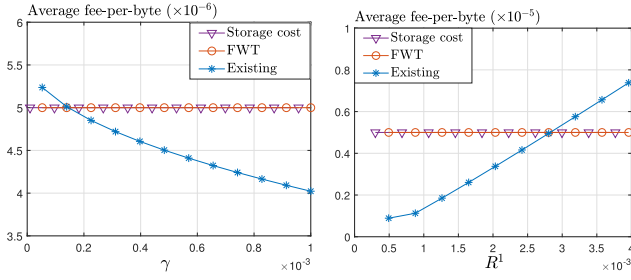 Average fee-per-byte (×10⁻⁶)
Storage cost
FWT
Existing
6
5.5
5
4.5
4
3.5
0 0.2 0.4 0.6 0.8 1
γ
×10⁻³
Average fee-per-byte (×10⁻⁵)
Storage cost
FWT
Existing
1
0.8
0.6
0.4
0.2
0
0 0.5 1 1.5 2 2.5 3 3.5 4
R̄¹
×10⁻³